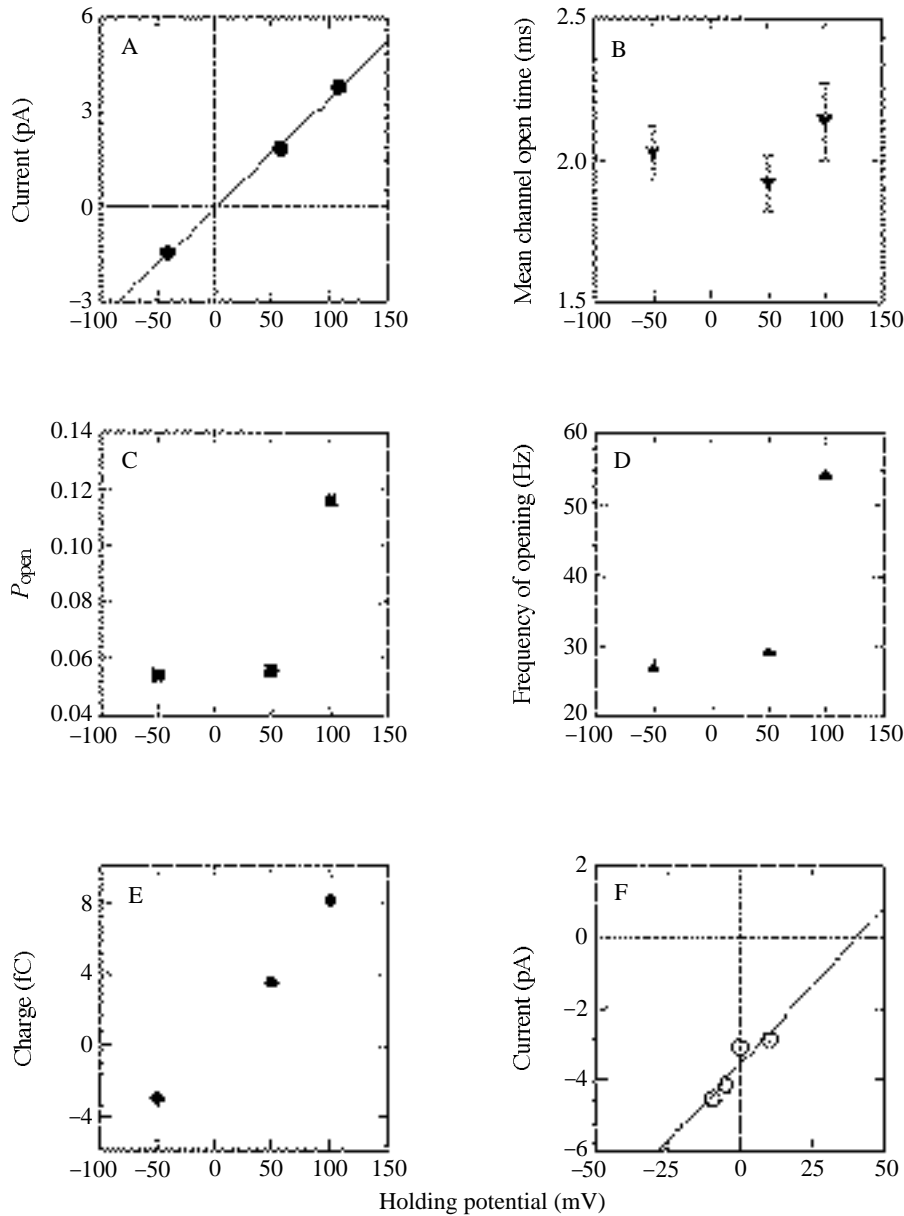 A
Current (pA)
6
3
0
−3
−100 −50 0 50 100 150
B
Mean channel open time (ms)
2.5
2.0
1.5
−100 −50 0 50 100 150
C
Popen
0.14
0.12
0.10
0.08
0.06
0.04
−100 −50 0 50 100 150
D
Frequency of opening (Hz)
60
50
40
30
20
−100 −50 0 50 100 150
E
Charge (fC)
8
4
0
−4
−100 −50 0 50 100 150
F
Current (pA)
2
0
−2
−4
−6
−50 −25 0 25 50
Holding potential (mV)